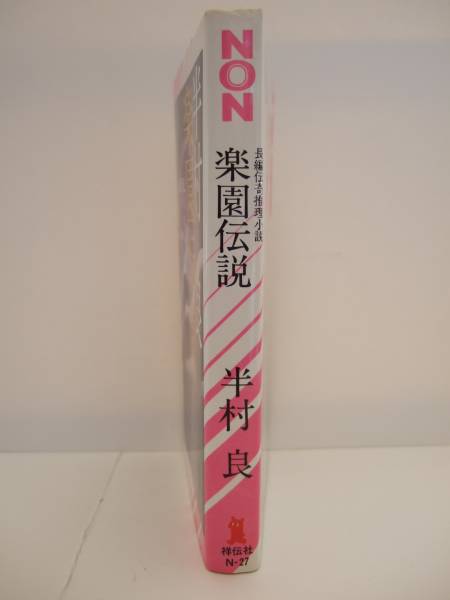 NON
長編伝奇推理小説
楽園伝説
半村 良
祥伝社
N-27